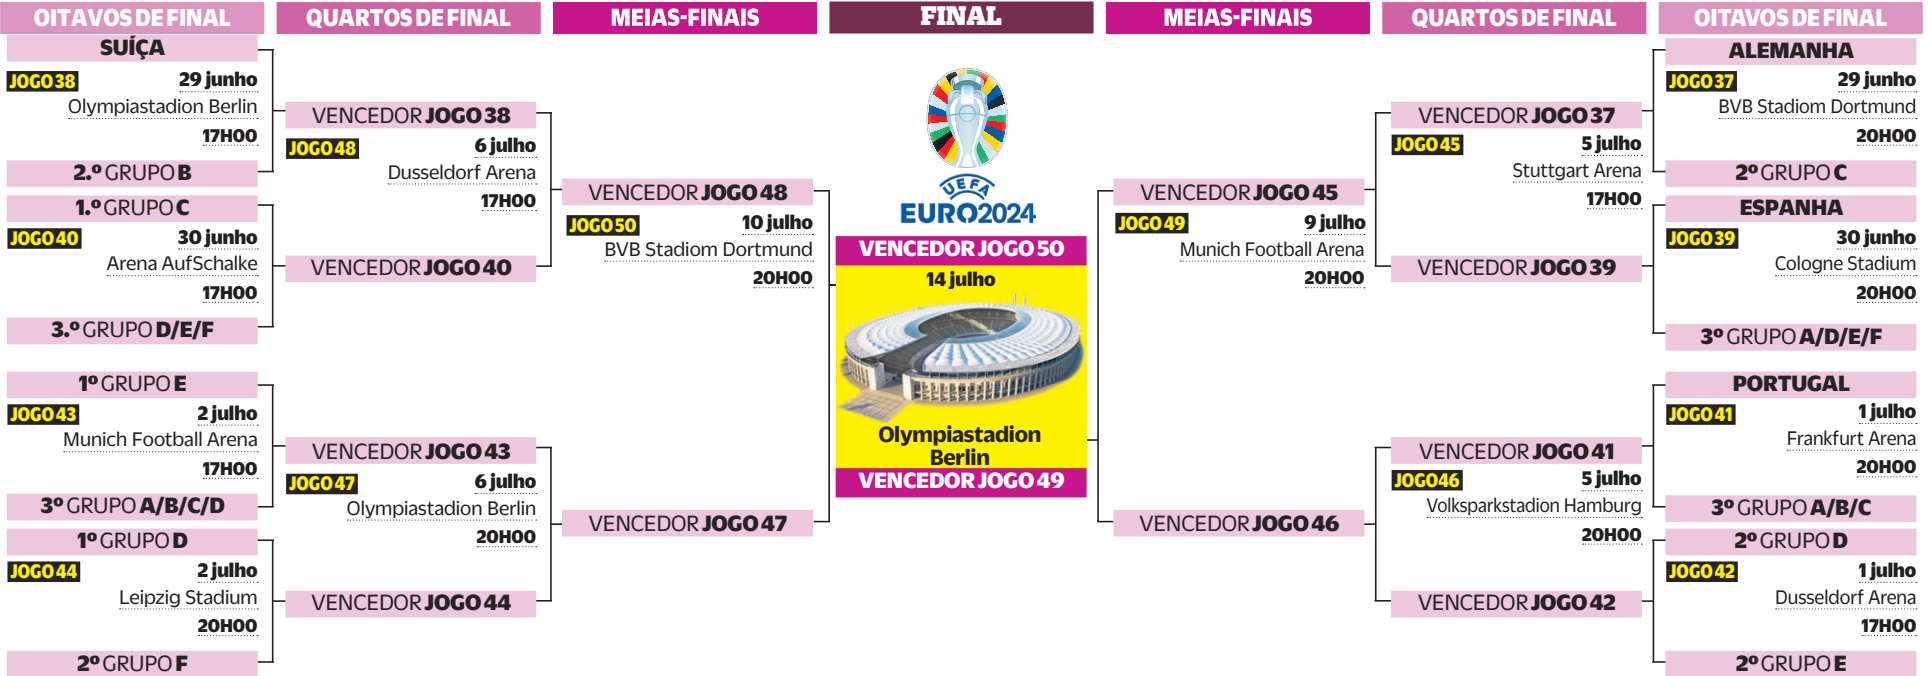 OITAVOS DE FINAL
QUARTOS DE FINAL
MEIAS-FINAIS
FINAL
MEIAS-FINAIS
QUARTOS DE FINAL
OITAVOS DE FINAL
SUÍÇA
JOGO 38
29 junho
Olympiastadion Berlin
17H00
2.º GRUPO B
1.º GRUPO C
JOGO 40
30 junho
Arena AufSchalke
17H00
3.º GRUPO D/E/F
1º GRUPO E
JOGO 43
2 julho
Munich Football Arena
17H00
3º GRUPO A/B/C/D
1º GRUPO D
JOGO 44
2 julho
Leipzig Stadium
20H00
2º GRUPO F
VENCEDOR JOGO 38
JOGO 48
6 julho
Dusseldorf Arena
17H00
VENCEDOR JOGO 40
VENCEDOR JOGO 43
JOGO 47
6 julho
Olympiastadion Berlin
20H00
VENCEDOR JOGO 44
VENCEDOR JOGO 48
JOGO 50
10 julho
BVB Stadiom Dortmund
20H00
VENCEDOR JOGO 47
UEFA
EURO2024
VENCEDOR JOGO 50
14 julho
Olympiastadion
Berlin
VENCEDOR JOGO 49
VENCEDOR JOGO 45
JOGO 49
9 julho
Munich Football Arena
20H00
VENCEDOR JOGO 46
VENCEDOR JOGO 37
JOGO 45
5 julho
Stuttgart Arena
17H00
VENCEDOR JOGO 39
VENCEDOR JOGO 41
JOGO46
5 julho
Volksparkstadion Hamburg
20H00
VENCEDOR JOGO 42
ALEMANHA
JOGO 37
29 junho
BVB Stadiom Dortmund
20H00
2º GRUPO C
ESPANHA
JOGO 39
30 junho
Cologne Stadium
20H00
3º GRUPO A/D/E/F
PORTUGAL
JOGO 41
1 julho
Frankfurt Arena
20H00
3º GRUPO A/B/C
2º GRUPO D
JOGO 42
1 julho
Dusseldorf Arena
17H00
2º GRUPO E